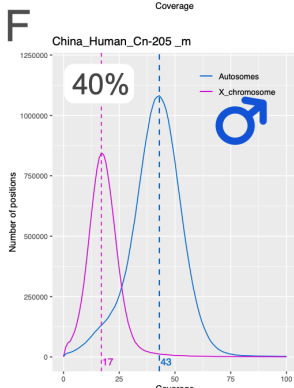 Coverage
F
China_Human_Cn-205 _m
1250000
40%
Autosomes
X_chromosome
1000000
750000
Number of positions
500000
250000
0
17
43
0
25
50
75
100
Coverage